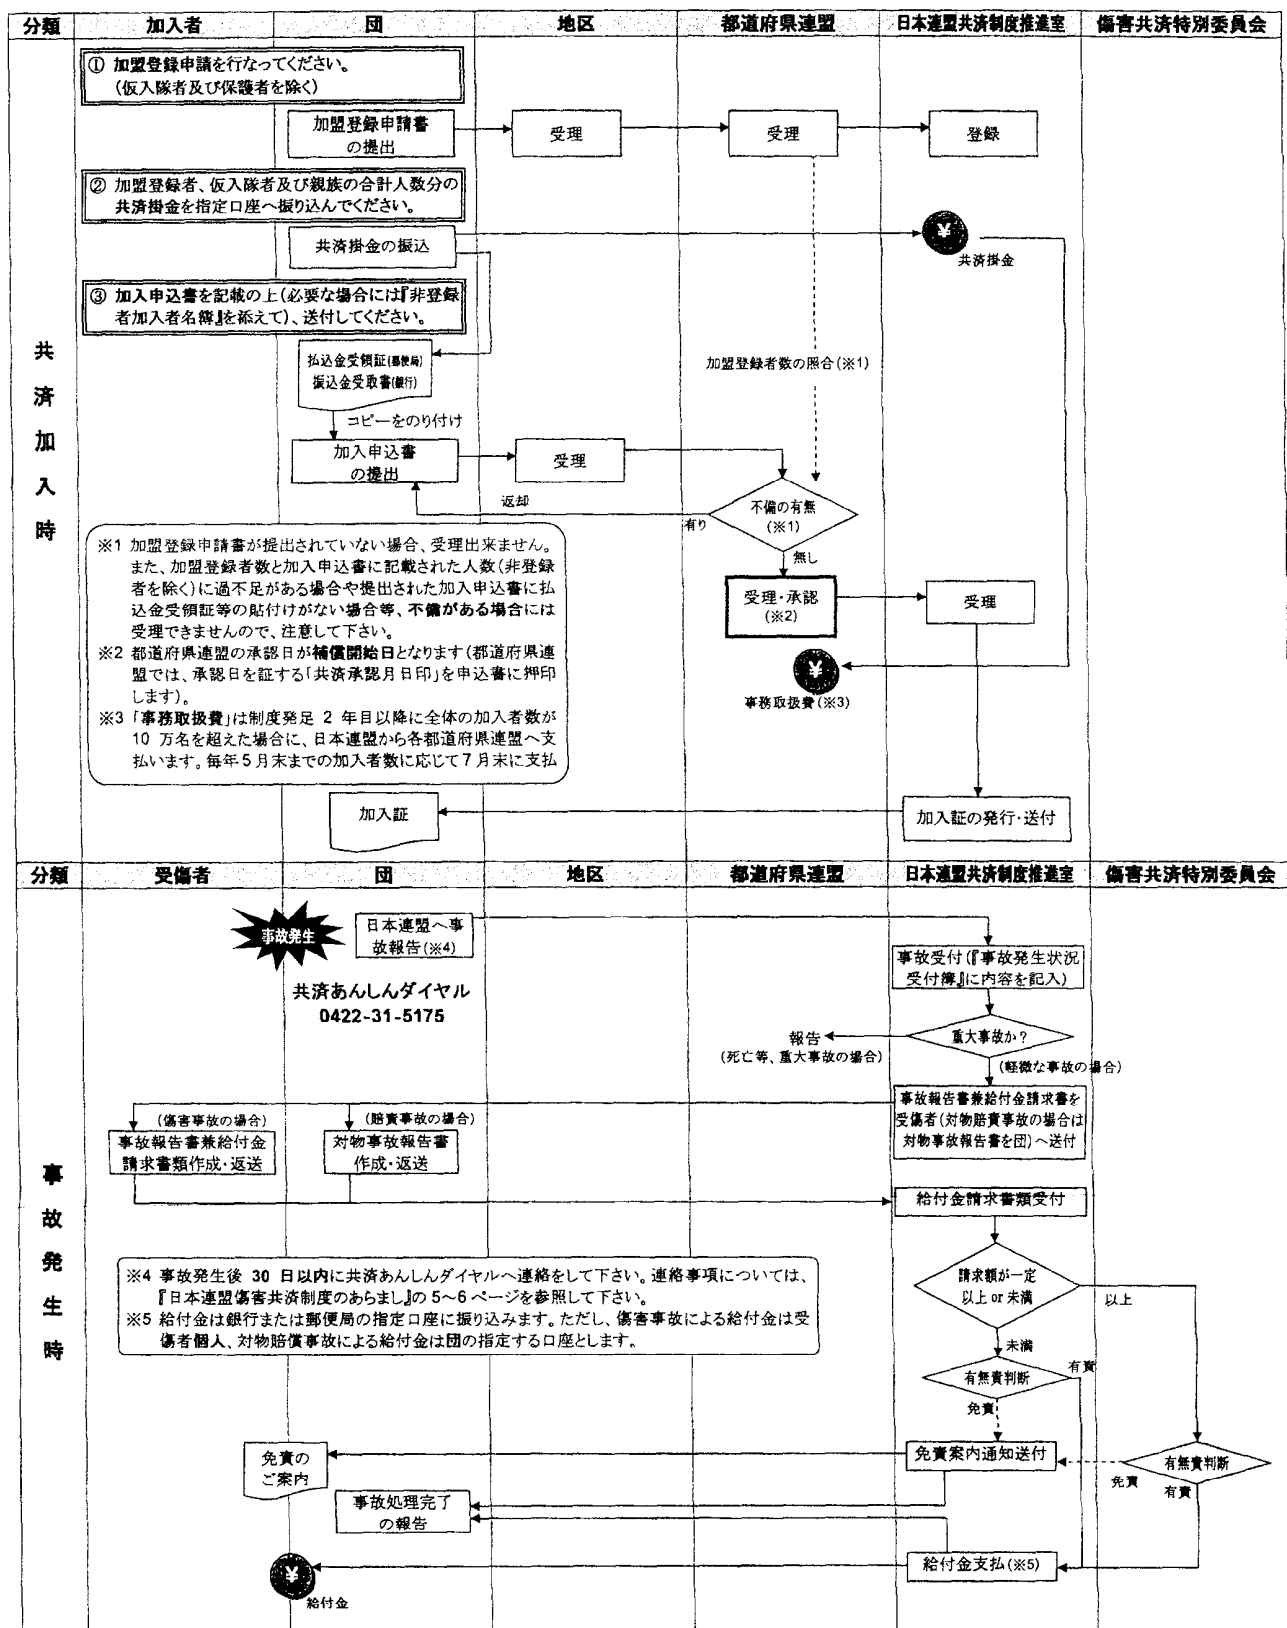 分類 加入者 団 地区 都道府県連盟 日本連盟共済制度推進室 傷害共済特別委員会
共済加入時
① 加盟登録申請を行なってください。
(仮入隊者及び保護者を除く)
加盟登録申請書
の提出
受理
受理
登録
② 加盟登録者、仮入隊者及び親族の合計人数分の
共済掛金を指定口座へ振り込んでください。
共済掛金の振込
¥
共済掛金
③ 加入申込書を記載の上(必要な場合には『非登録
者加入者名簿』を添えて)、送付してください。
払込金受領証(郵便局)
振込金受取書(銀行)
加盟登録者数の照合(※1)
コピーをのり付け
加入申込書
の提出
受理
返却
有り
不備の有無
(※1)
無し
※1 加盟登録申請書が提出されていない場合、受理出来ません。
また、加盟登録者数と加入申込書に記載された人数(非登録
者を除く)に過不足がある場合や提出された加入申込書に払
込金受領証等の貼付けがない場合等、不備がある場合には
受理できませんので、注意して下さい。
※2 都道府県連盟の承認日が補償開始日となります(都道府県連
盟では、承認日を証する「共済承認月日印」を申込書に押印
します)。
※3「事務取扱費」は制度発足 2 年目以降に全体の加入者数が
10 万名を超えた場合に、日本連盟から各都道府県連盟へ支
払います。毎年5月末までの加入者数に応じて7月末に支払
受理・承認
(※2)
受理
¥
事務取扱費(※3)
加入証
加入証の発行・送付
分類 受傷者 団 地区 都道府県連盟 日本連盟共済制度推進室 傷害共済特別委員会
事故発生時
事故発生
日本連盟へ事
故報告(※4)
共済あんしんダイヤル
0422-31-5175
事故受付(『事故発生状況
受付簿』に内容を記入)
重大事故か?
報告
(死亡等、重大事故の場合)
(軽微な事故の場合)
事故報告書兼給付金請求書を
受傷者(対物賠責事故の場合は
対物事故報告書を団)へ送付
(傷害事故の場合)
(賠責事故の場合)
事故報告書兼給付金
請求書類作成・返送
対物事故報告書
作成・返送
給付金請求書類受付
※4 事故発生後 30 日以内に共済あんしんダイヤルへ連絡をして下さい。連絡事項については、
『日本連盟傷害共済制度のあらまし』の 5~6 ページを参照して下さい。
※5 給付金は銀行または郵便局の指定口座に振り込みます。ただし、傷害事故による給付金は受
傷者個人、対物賠償事故による給付金は団の指定する口座とします。
請求額が一定
以上 or 未満
以上
未満
有無責判断
有責
免責
免責の
ご案内
免責案内通知送付
有無責判断
免責
有責
事故処理完了
の報告
給付金支払(※5)
¥
給付金